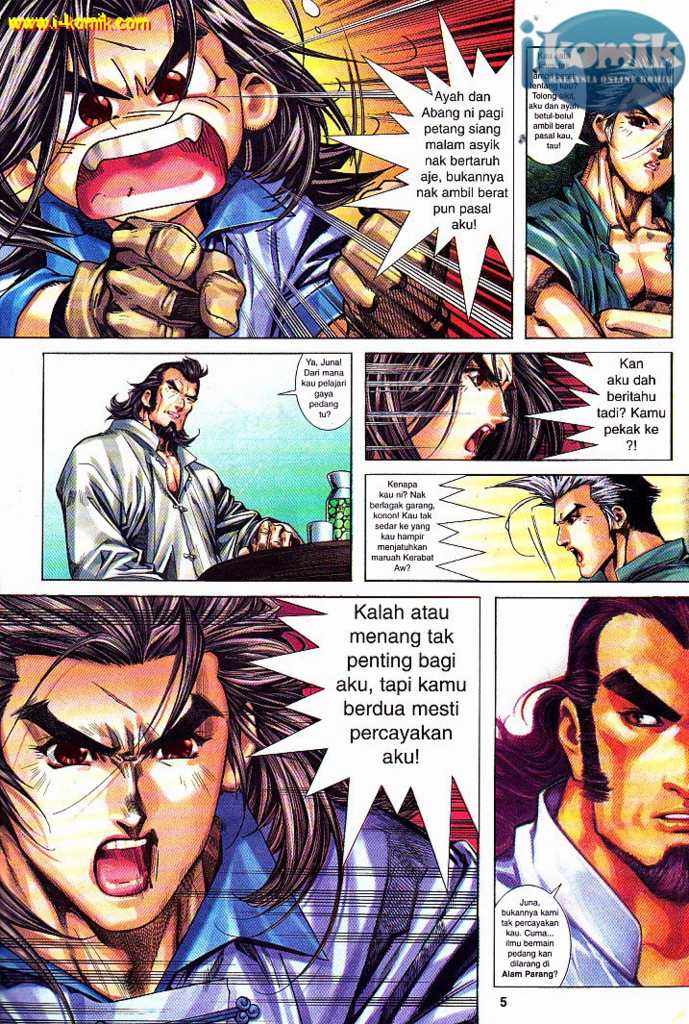 www.i-komik.com
ikomik
MALAYSIA ONLINE KOMIK
Ayah dan
Abang ni pagi
petang siang
malam asyik
nak bertaruh
aje, bukannya
nak ambil berat
pun pasal
aku!
tentang kau?
Tolong sikit,
aku dan ayah
betul-betul
ambil berat
pasal kau,
tau!
Ya, Juna!
Dari mana
kau pelajari
gaya
pedang
tu?
Kan
aku dah
beritahu
tadi? Kamu
pekak ke
?!
Kenapa
kau ni? Nak
berlagak garang,
konon! Kau tak
sedar ke yang
kau hampir
menjatuhkan
maruah Kerabat
Aw?
Kalah atau
menang tak
penting bagi
aku, tapi kamu
berdua mesti
percayakan
aku!
Juna,
bukannya kami
tak percayakan
kau. Cuma...
ilmu bermain
pedang kan
dilarang di
Alam Parang?
5